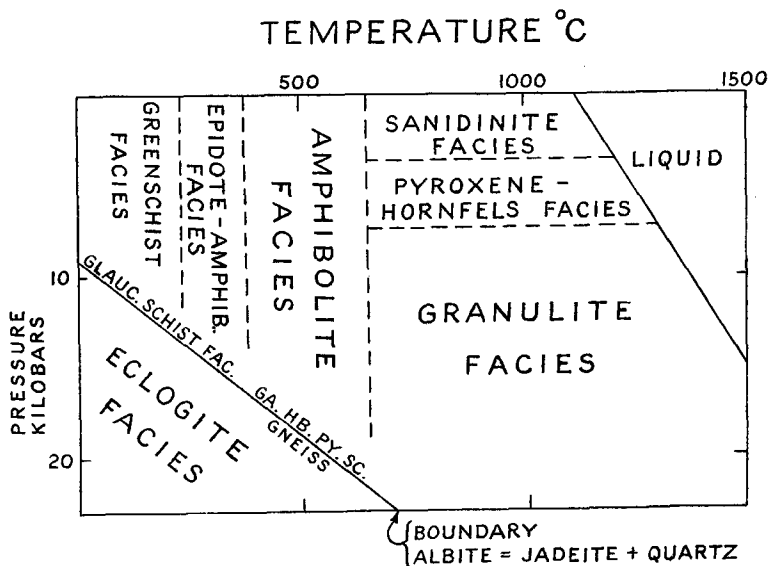 TEMPERATURE °C
500 1000 1500
GREENSCHIST
FACIES
EPIDOTE-AMPHIB.
FACIES
AMPHIBOLITE
FACIES
SANIDINITE
FACIES
LIQUID
PYROXENE-
HORNFELS FACIES
GRANULITE
FACIES
10
20
PRESSURE
KILOBARS
GLAUC. SCHIST FAC.
GA. HB. PY. SC.
GNEISS
ECLOGITE
FACIES
BOUNDARY
ALBITE = JADEITE + QUARTZ